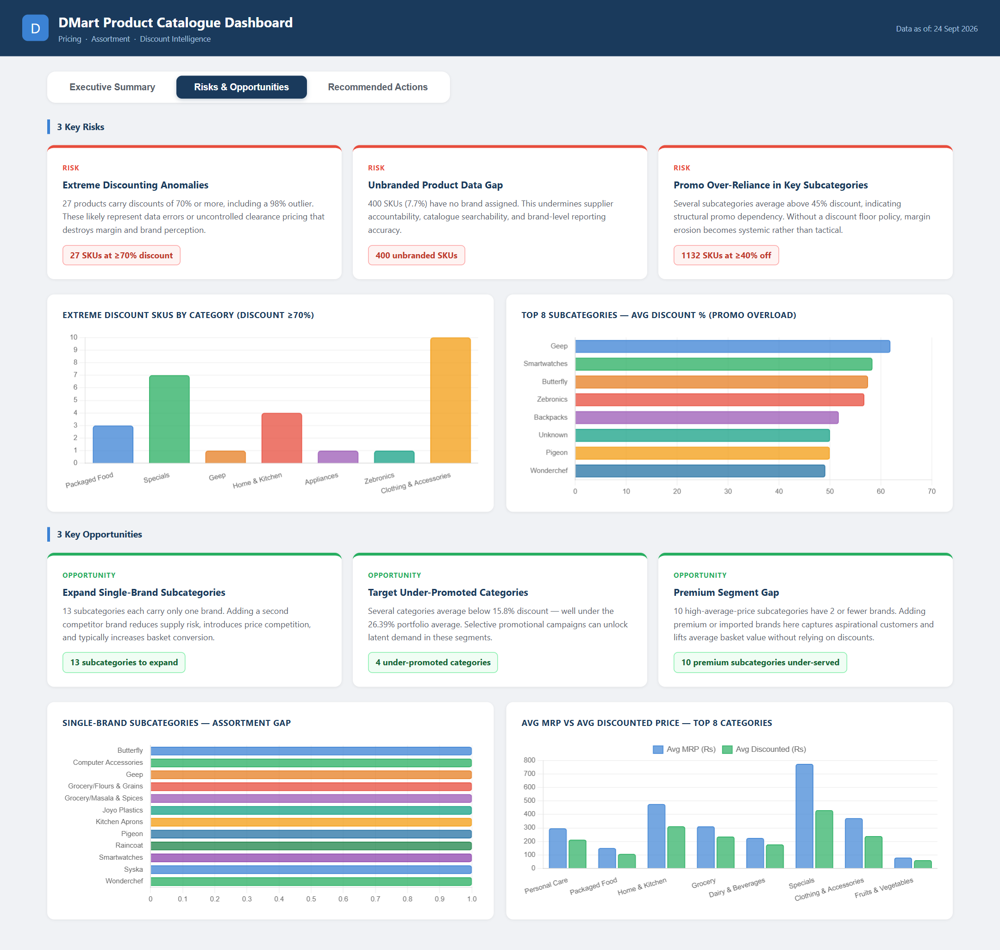 D
DMart Product Catalogue Dashboard
Pricing · Assortment · Discount Intelligence
Data as of: 24 Sept 2026
Executive Summary
Risks & Opportunities
Recommended Actions
3 Key Risks
RISK
Extreme Discounting Anomalies
27 products carry discounts of 70% or more, including a 98% outlier.
These likely represent data errors or uncontrolled clearance pricing that
destroys margin and brand perception.
27 SKUs at ≥70% discount
RISK
Unbranded Product Data Gap
400 SKUs (7.7%) have no brand assigned. This undermines supplier
accountability, catalogue searchability, and brand-level reporting
accuracy.
400 unbranded SKUs
RISK
Promo Over-Reliance in Key Subcategories
Several subcategories average above 45% discount, indicating
structural promo dependency. Without a discount floor policy, margin
erosion becomes systemic rather than tactical.
1132 SKUs at ≥40% off
EXTREME DISCOUNT SKUS BY CATEGORY (DISCOUNT ≥70%)
10
9
8
7
6
5
4
3
2
1
0
Packaged Food
Specials
Geep
Home & Kitchen
Appliances
Zebronics
Clothing & Accessories
TOP 8 SUBCATEGORIES — AVG DISCOUNT % (PROMO OVERLOAD)
Geep
Smartwatches
Butterfly
Zebronics
Backpacks
Unknown
Pigeon
Wonderchef
0 10 20 30 40 50 60 70
3 Key Opportunities
OPPORTUNITY
Expand Single-Brand Subcategories
13 subcategories each carry only one brand. Adding a second
competitor brand reduces supply risk, introduces price competition,
and typically increases basket conversion.
13 subcategories to expand
OPPORTUNITY
Target Under-Promoted Categories
Several categories average below 15.8% discount — well under the
26.39% portfolio average. Selective promotional campaigns can unlock
latent demand in these segments.
4 under-promoted categories
OPPORTUNITY
Premium Segment Gap
10 high-average-price subcategories have 2 or fewer brands. Adding
premium or imported brands here captures aspirational customers and
lifts average basket value without relying on discounts.
10 premium subcategories under-served
SINGLE-BRAND SUBCATEGORIES — ASSORTMENT GAP
Butterfly
Computer Accessories
Geep
Grocery/Flours & Grains
Grocery/Masala & Spices
Joyo Plastics
Kitchen Aprons
Pigeon
Raincoat
Smartwatches
Syska
Wonderchef
0 0.1 0.2 0.3 0.4 0.5 0.6 0.7 0.8 0.9 1.0
AVG MRP VS AVG DISCOUNTED PRICE — TOP 8 CATEGORIES
Avg MRP (Rs) Avg Discounted (Rs)
800
700
600
500
400
300
200
100
0
Personal Care
Packaged Food
Home & Kitchen
Grocery
Dairy & Beverages
Specials
Clothing & Accessories
Fruits & Vegetables